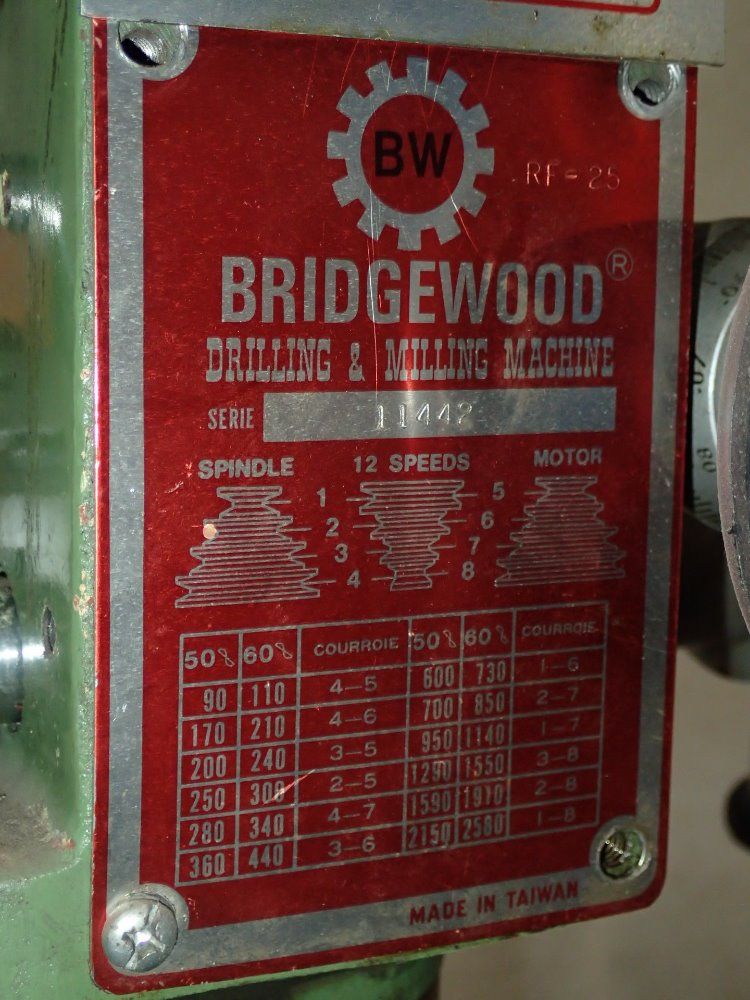 BW
RF-25
BRIDGEWOOD®
DRILLING & MILLING MACHINE
SERIE 11442
SPINDLE 12 SPEEDS MOTOR
1 5
2 6
3 7
4 8
50~ 60~ COURROIE 50~ 60~ COURROIE
90 110 4-5 600 730 1-6
170 210 4-6 700 850 2-7
200 240 3-5 950 1140 1-7
250 300 2-5 1290 1550 3-8
280 340 4-7 1590 1910 2-8
360 440 3-6 2150 2580 1-8
MADE IN TAIWAN
.07
.08